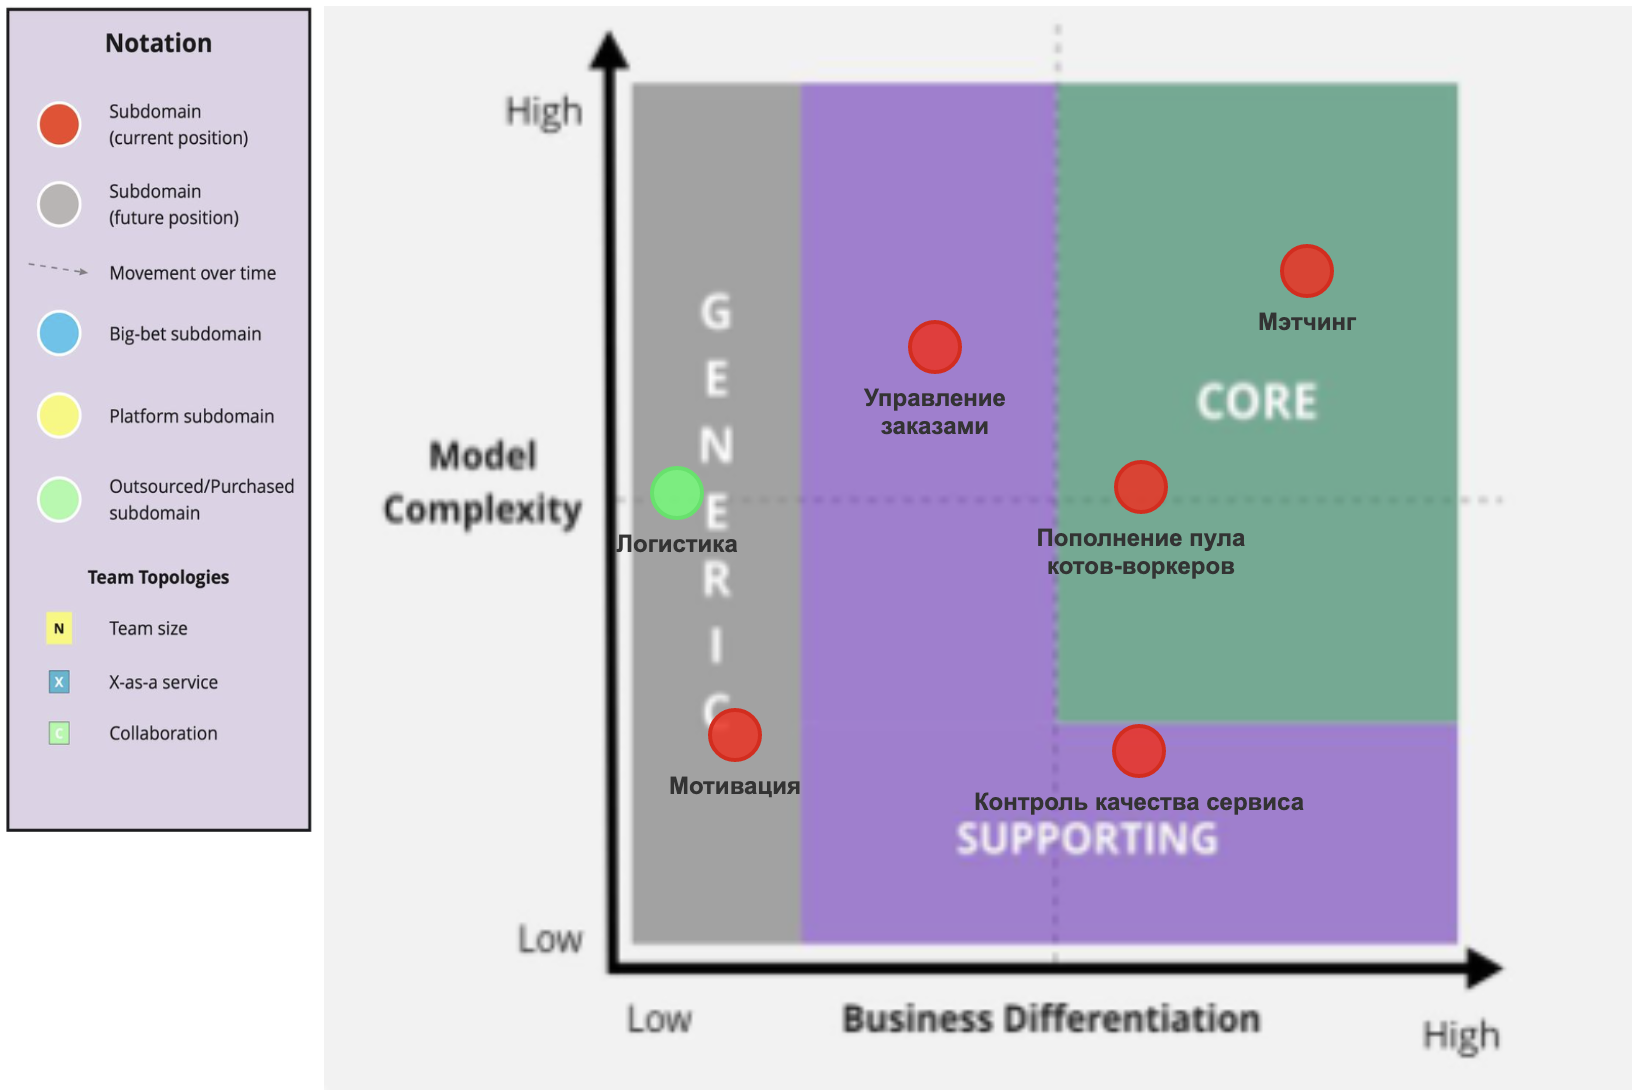 Notation
Subdomain
(current position)
Subdomain
(future position)
Movement over time
Big-bet subdomain
Platform subdomain
Outsourced/Purchased
subdomain
Team Topologies
N
Team size
X
X-as-a service
C
Collaboration
High
Model
Complexity
Low
G
E
N
E
R
I
C
Мэтчинг
Управление
заказами
CORE
Логистика
Пополнение пула
котов-воркеров
Мотивация
Контроль качества сервиса
SUPPORTING
Low
Business Differentiation
High